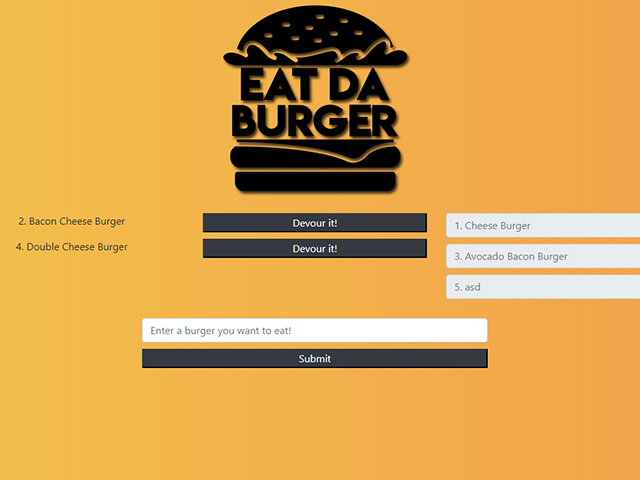 EAT DA
BURGER
2. Bacon Cheese Burger
Devour it!
4. Double Cheese Burger
Devour it!
1. Cheese Burger
3. Avocado Bacon Burger
5. asd
Enter a burger you want to eat!
Submit